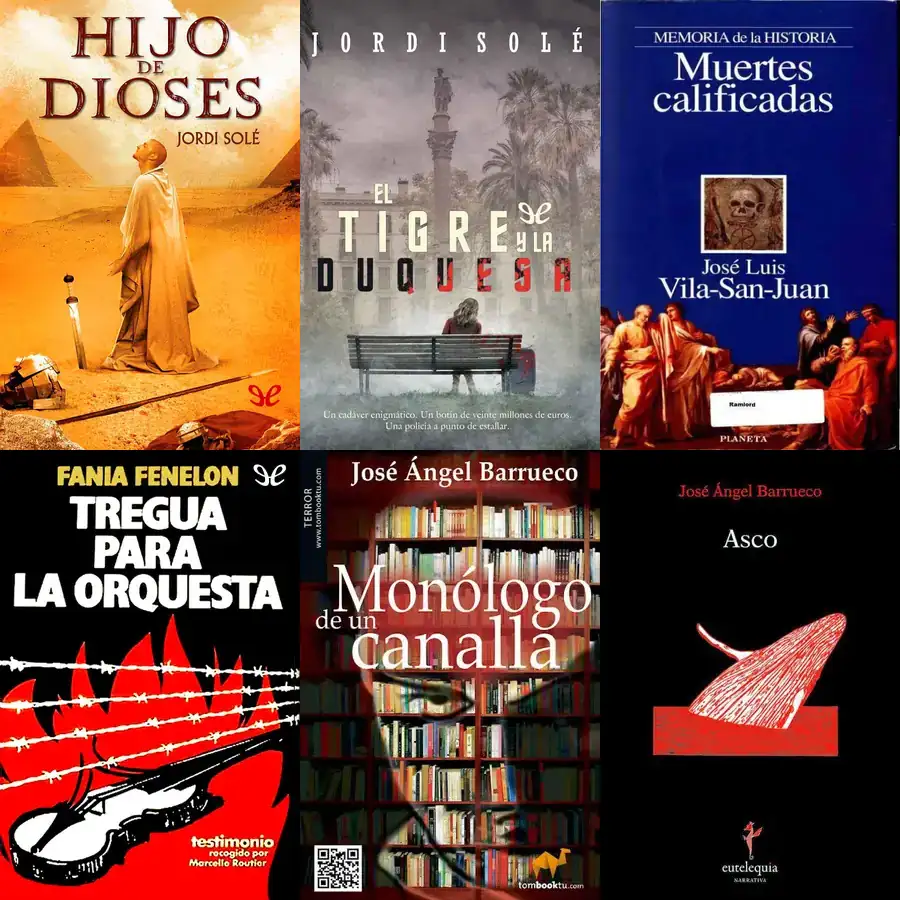 HIJO
DE
DIOSES
JORDI SOLÉ
JORDI SOLÉ
EL
TIGRE
Y LA
DUQUESA
Un cadáver enigmático. Un botín de veinte millones de euros.
Una policía a punto de estallar.
MEMORIA de la HISTORIA
Muertes
calificadas
José Luis
Vila-San-Juan
Ramiord
PLANETA
FANIA FENELON
TREGUA
PARA
LA ORQUESTA
testimonio
recogido por
Marcelle Routier
TERROR
www.tombooktu.com
José Ángel Barrueco
Monólogo
de un
canalla
tombooktu.com
José Ángel Barrueco
Asco
eutelequia
NARRATIVA